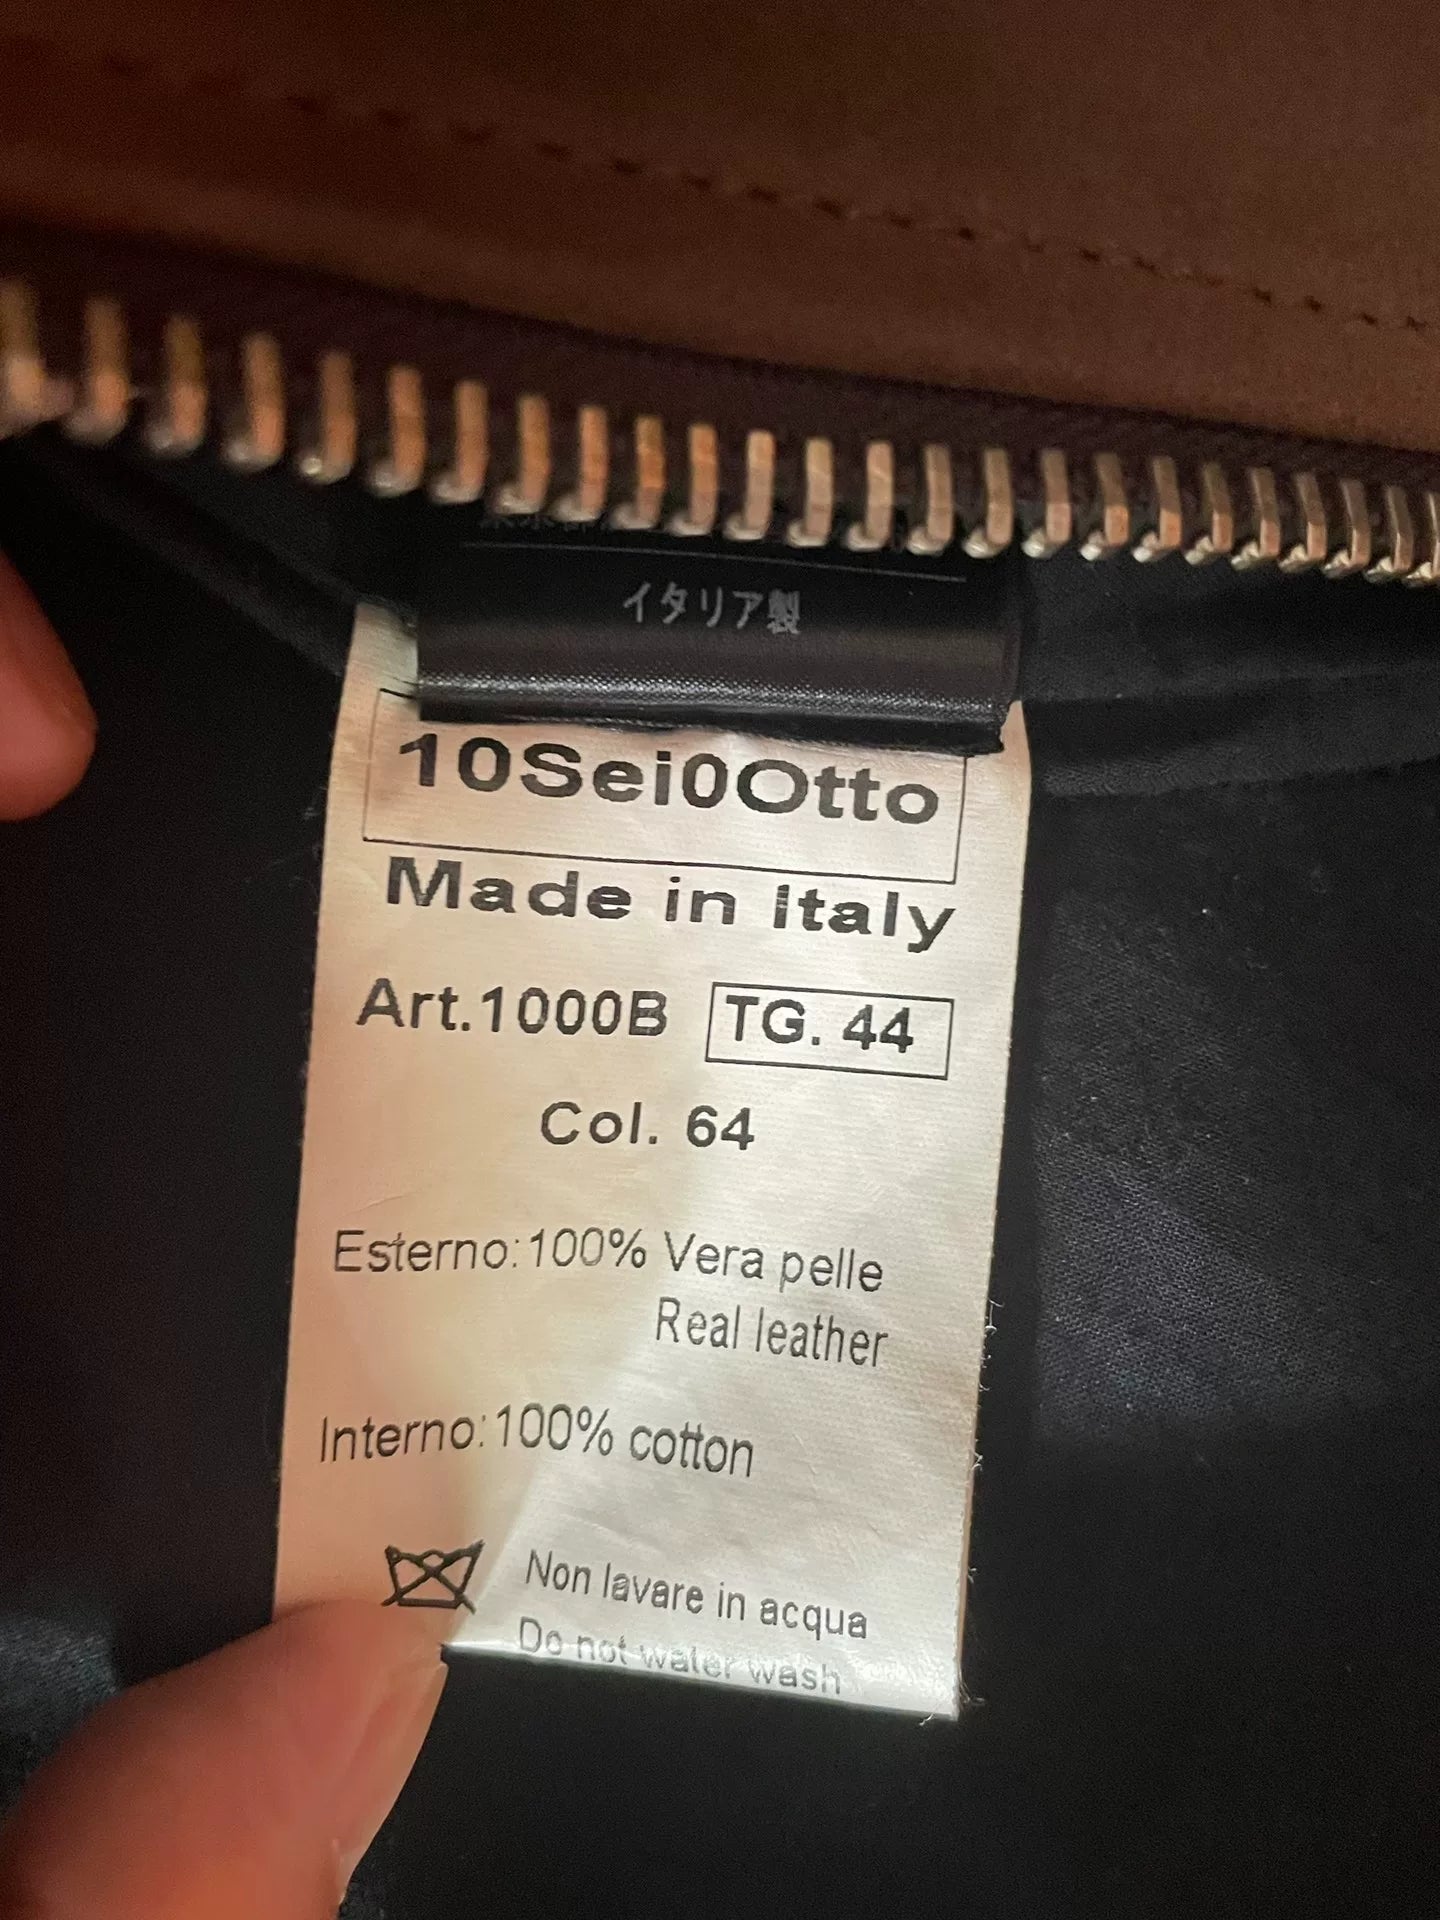 イタリア製
10Sei0Otto
Made in Italy
Art.1000B TG. 44
Col. 64
Esterno:100% Vera pelle
Real leather
Interno:100% cotton
Non lavare in acqua
Do not water wash